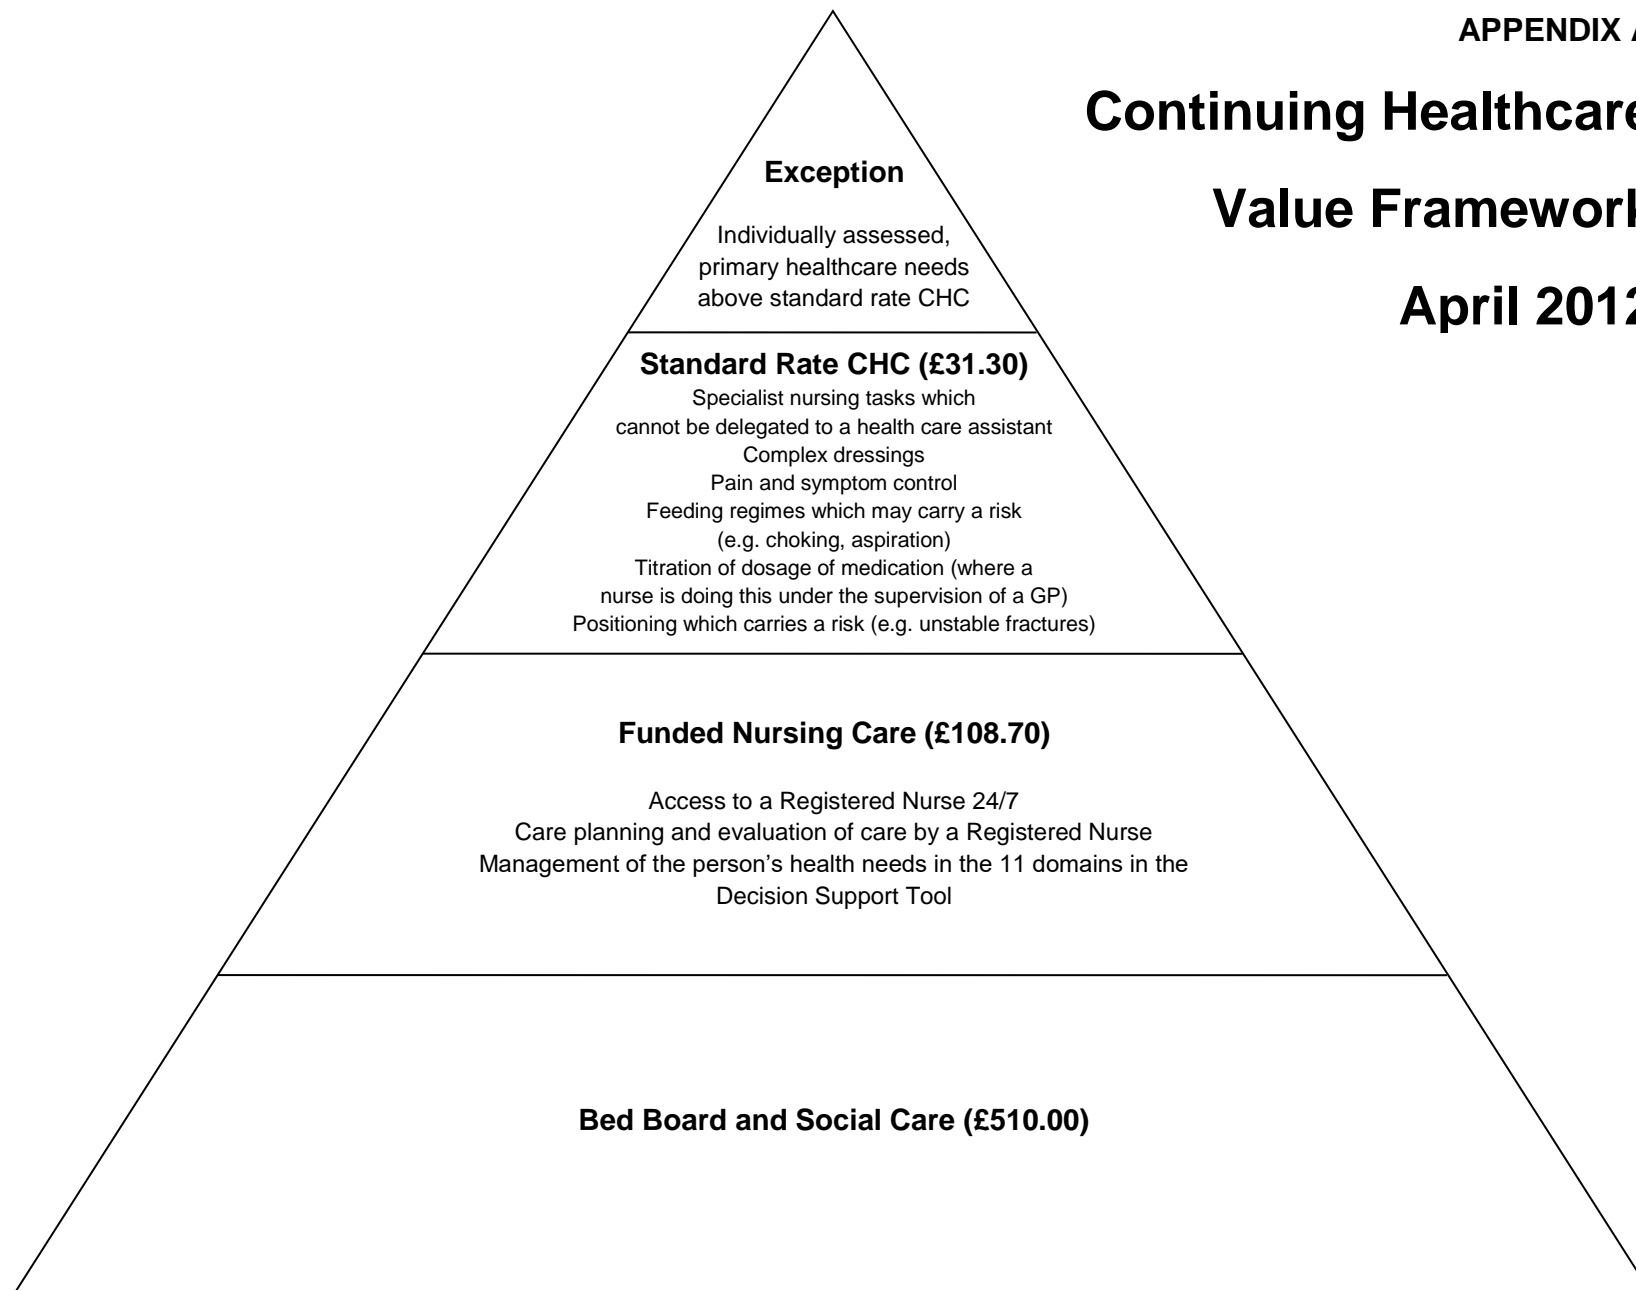 APPENDIX A
Continuing Healthcare
Value Framework
April 2012
Exception
Individually assessed,
primary healthcare needs
above standard rate CHC
Standard Rate CHC (£31.30)
Specialist nursing tasks which
cannot be delegated to a health care assistant
Complex dressings
Pain and symptom control
Feeding regimes which may carry a risk
(e.g. choking, aspiration)
Titration of dosage of medication (where a
nurse is doing this under the supervision of a GP)
Positioning which carries a risk (e.g. unstable fractures)
Funded Nursing Care (£108.70)
Access to a Registered Nurse 24/7
Care planning and evaluation of care by a Registered Nurse
Management of the person’s health needs in the 11 domains in the
Decision Support Tool
Bed Board and Social Care (£510.00)